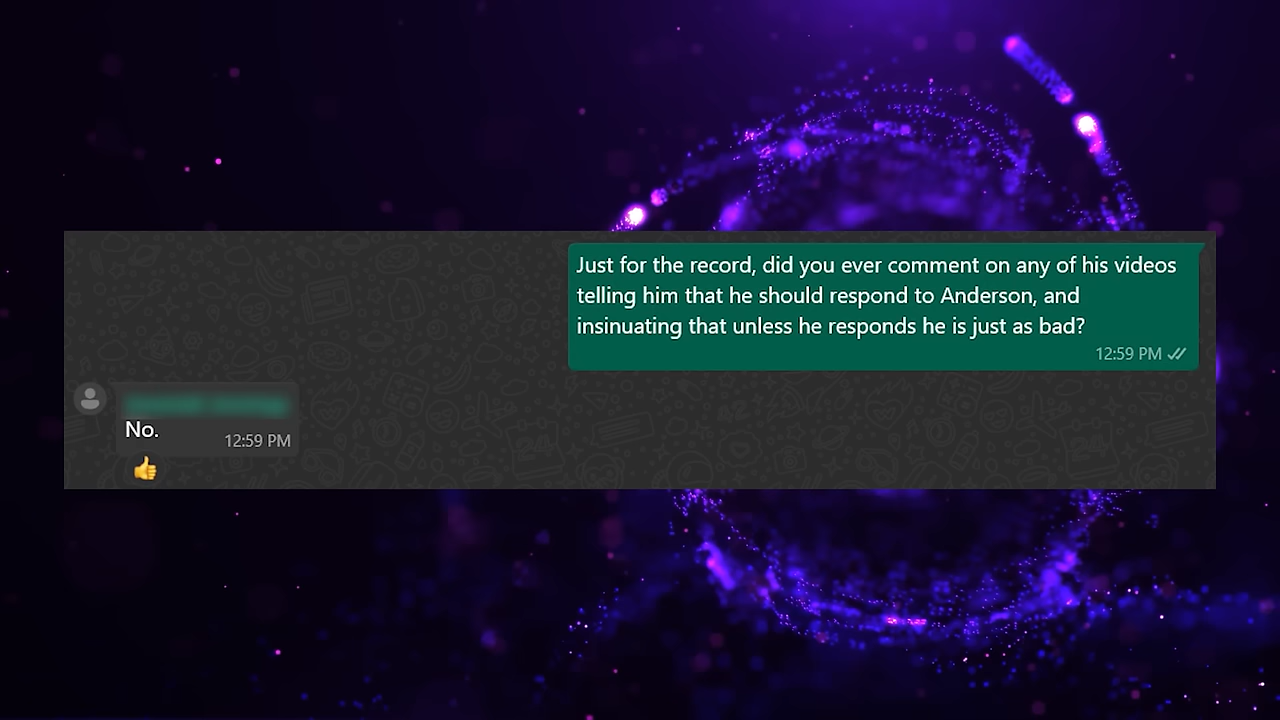 Just for the record, did you ever comment on any of his videos
telling him that he should respond to Anderson, and
insinuating that unless he responds he is just as bad?
12:59 PM
No.
12:59 PM